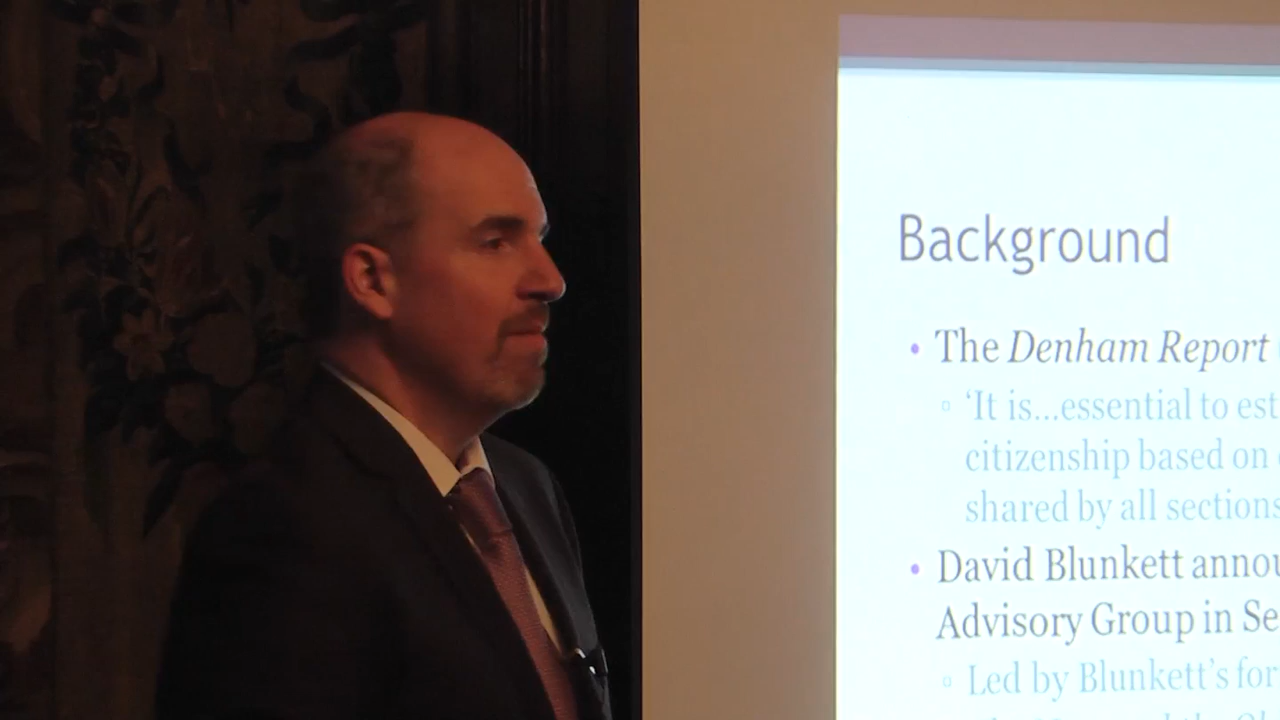 Background
• The Denham Report
▫ ‘It is...essential to est
citizenship based on
shared by all sections
• David Blunkett annou
Advisory Group in Se
▫ Led by Blunkett’s for